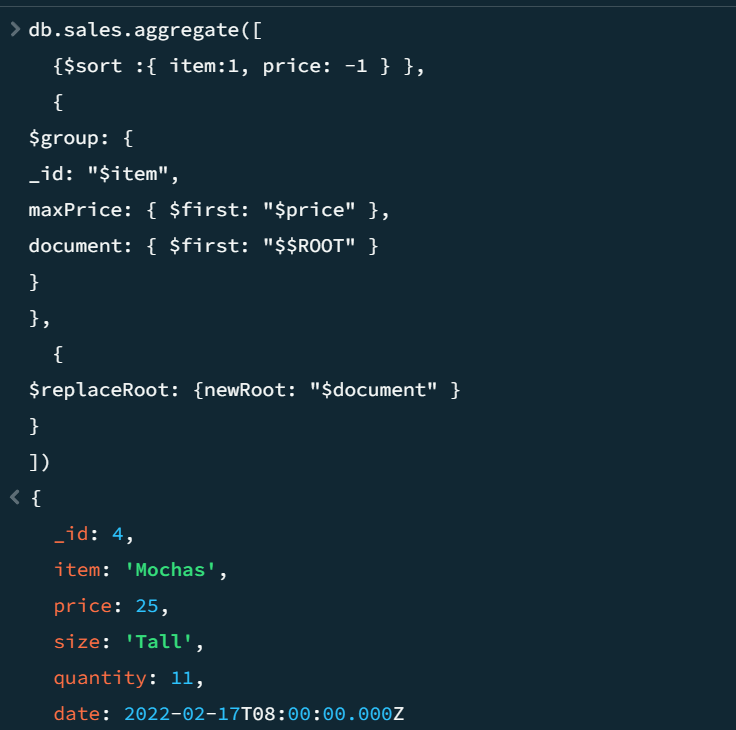 > db.sales.aggregate([
{$sort :{ item:1, price: -1 } },
{
$group: {
_id: "$item",
maxPrice: { $first: "$price" },
document: { $first: "$$ROOT" }
}
},
{
$replaceRoot: {newRoot: "$document" }
}
])
< {
_id: 4,
item: 'Mochas',
price: 25,
size: 'Tall',
quantity: 11,
date: 2022-02-17T08:00:00.000Z